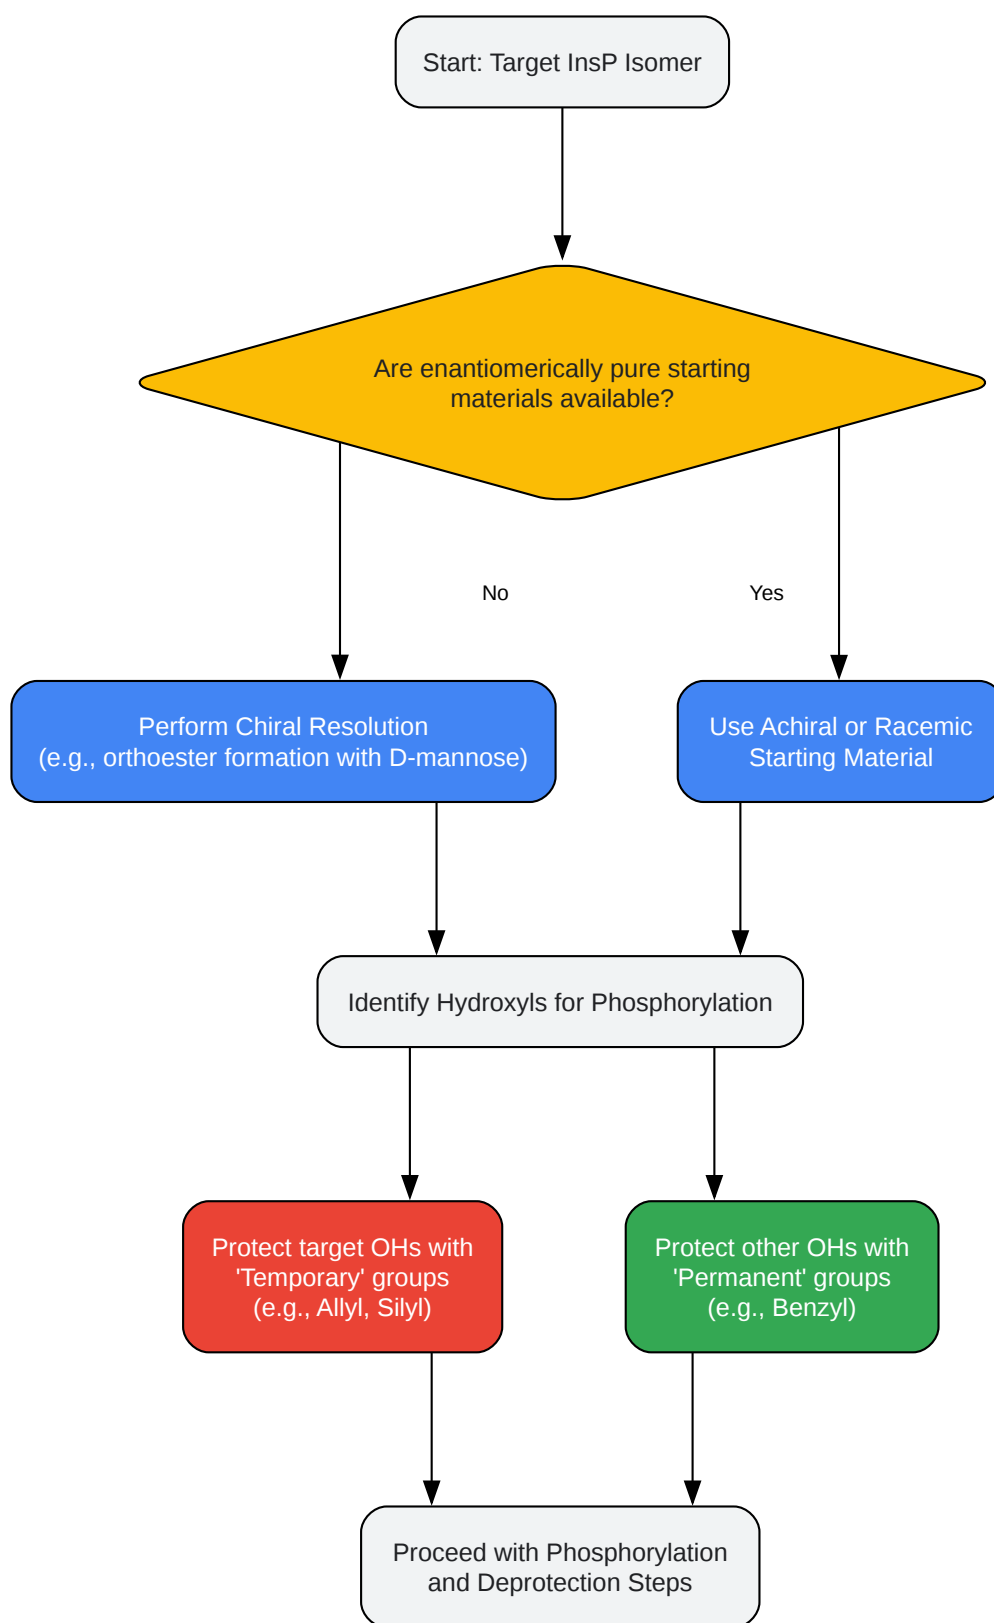 Start: Target InsP Isomer
Are enantiomerically pure starting
materials available?
No
Yes
Perform Chiral Resolution
(e.g., orthoester formation with D-mannose)
Use Achiral or Racemic
Starting Material
Identify Hydroxyls for Phosphorylation
Protect target OHs with
'Temporary' groups
(e.g., Allyl, Silyl)
Protect other OHs with
'Permanent' groups
(e.g., Benzyl)
Proceed with Phosphorylation
and Deprotection Steps